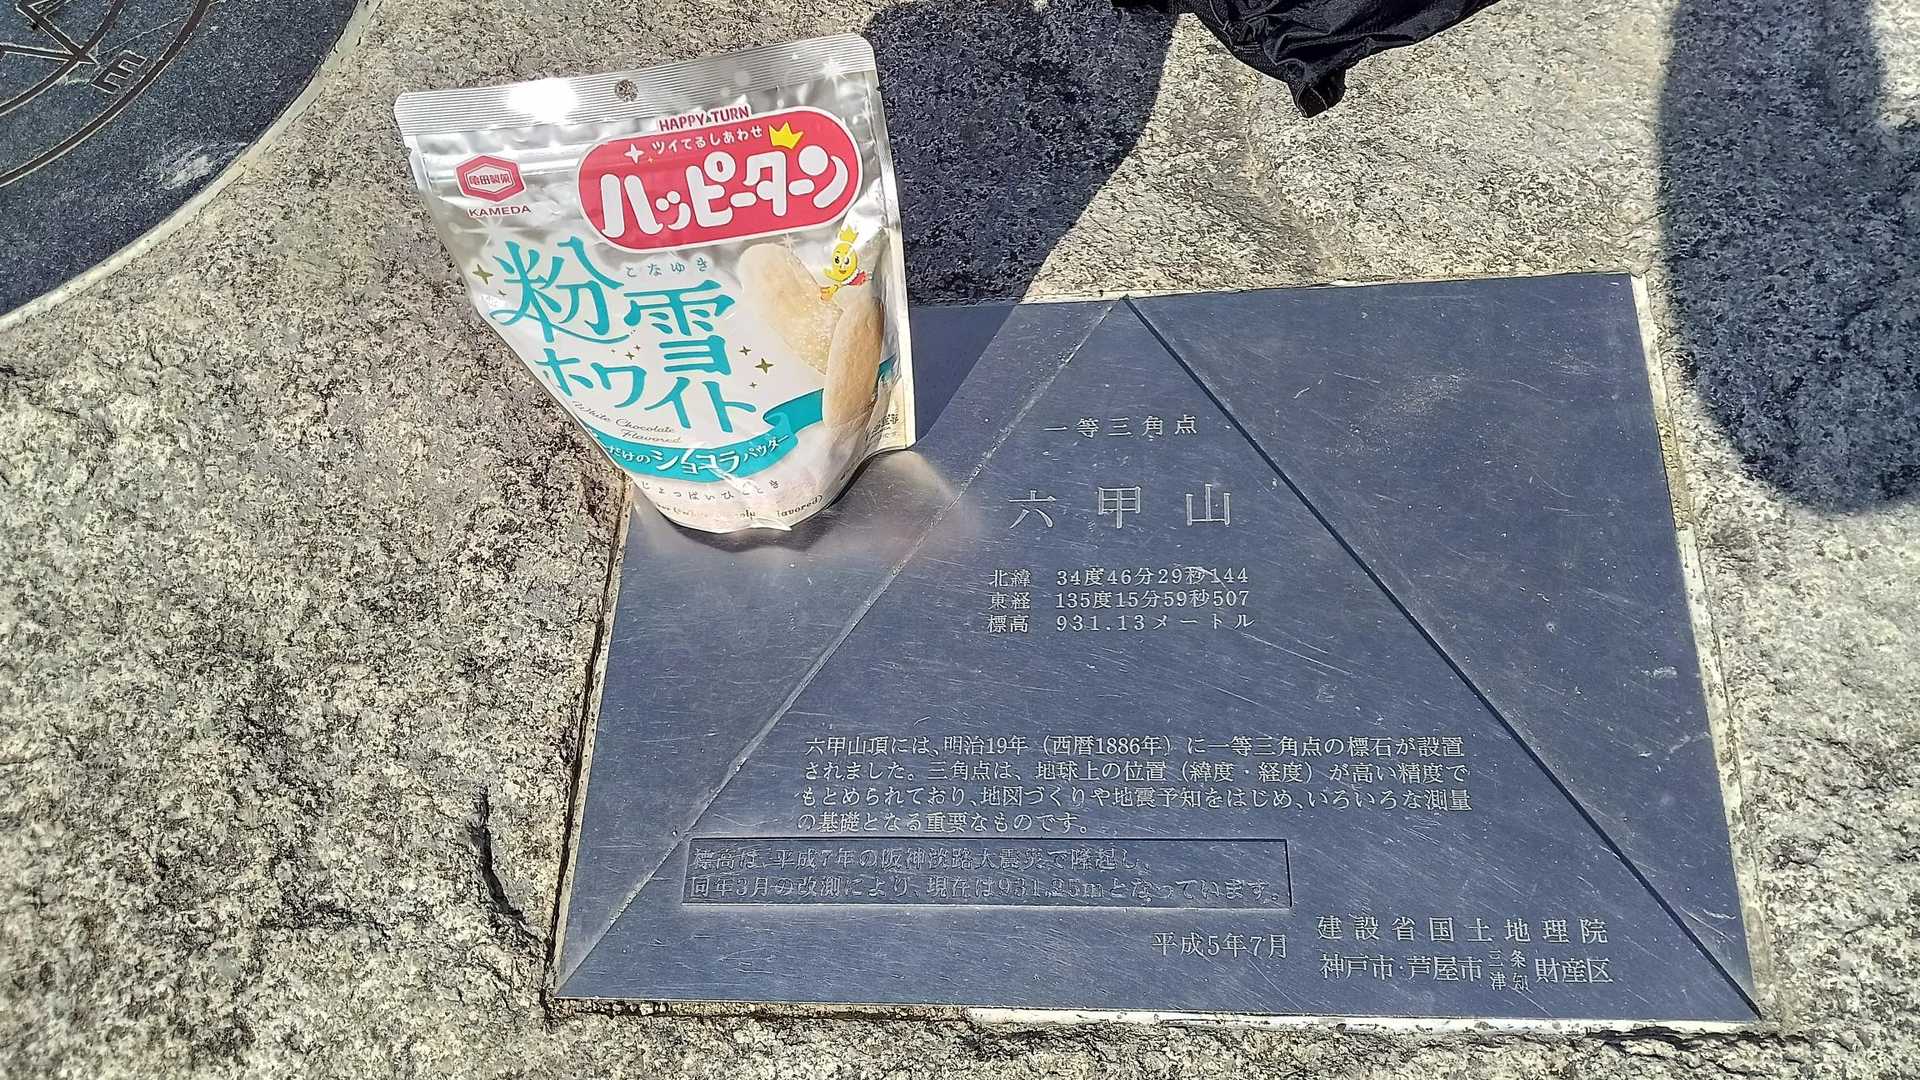 E
HAPPY TURN
ツイてるしあわせ
ハッピーターン
亀田製菓
KAMEDA
こなゆき
粉雪
ホワイト
White Chocolate
Flavored
だけのショコラパウダー
一等三角点
六甲山
北緯 34度46分29秒144
東経 135度15分59秒507
標高 931.13メートル
六甲山頂には、明治19年（西暦1886年）に一等三角点の標石が設置
されました。三角点は、地球上の位置（緯度・経度）が高い精度で
もとめられており、地図づくりや地震予知をはじめ、いろいろな測量
の基礎となる重要なものです。
標高は、平成7年の阪神淡路大震災で隆起し、
同年3月の改測により、現在は931.25mとなっています。
平成5年7月
建設省国土地理院
神戸市・芦屋市三条津知財産区